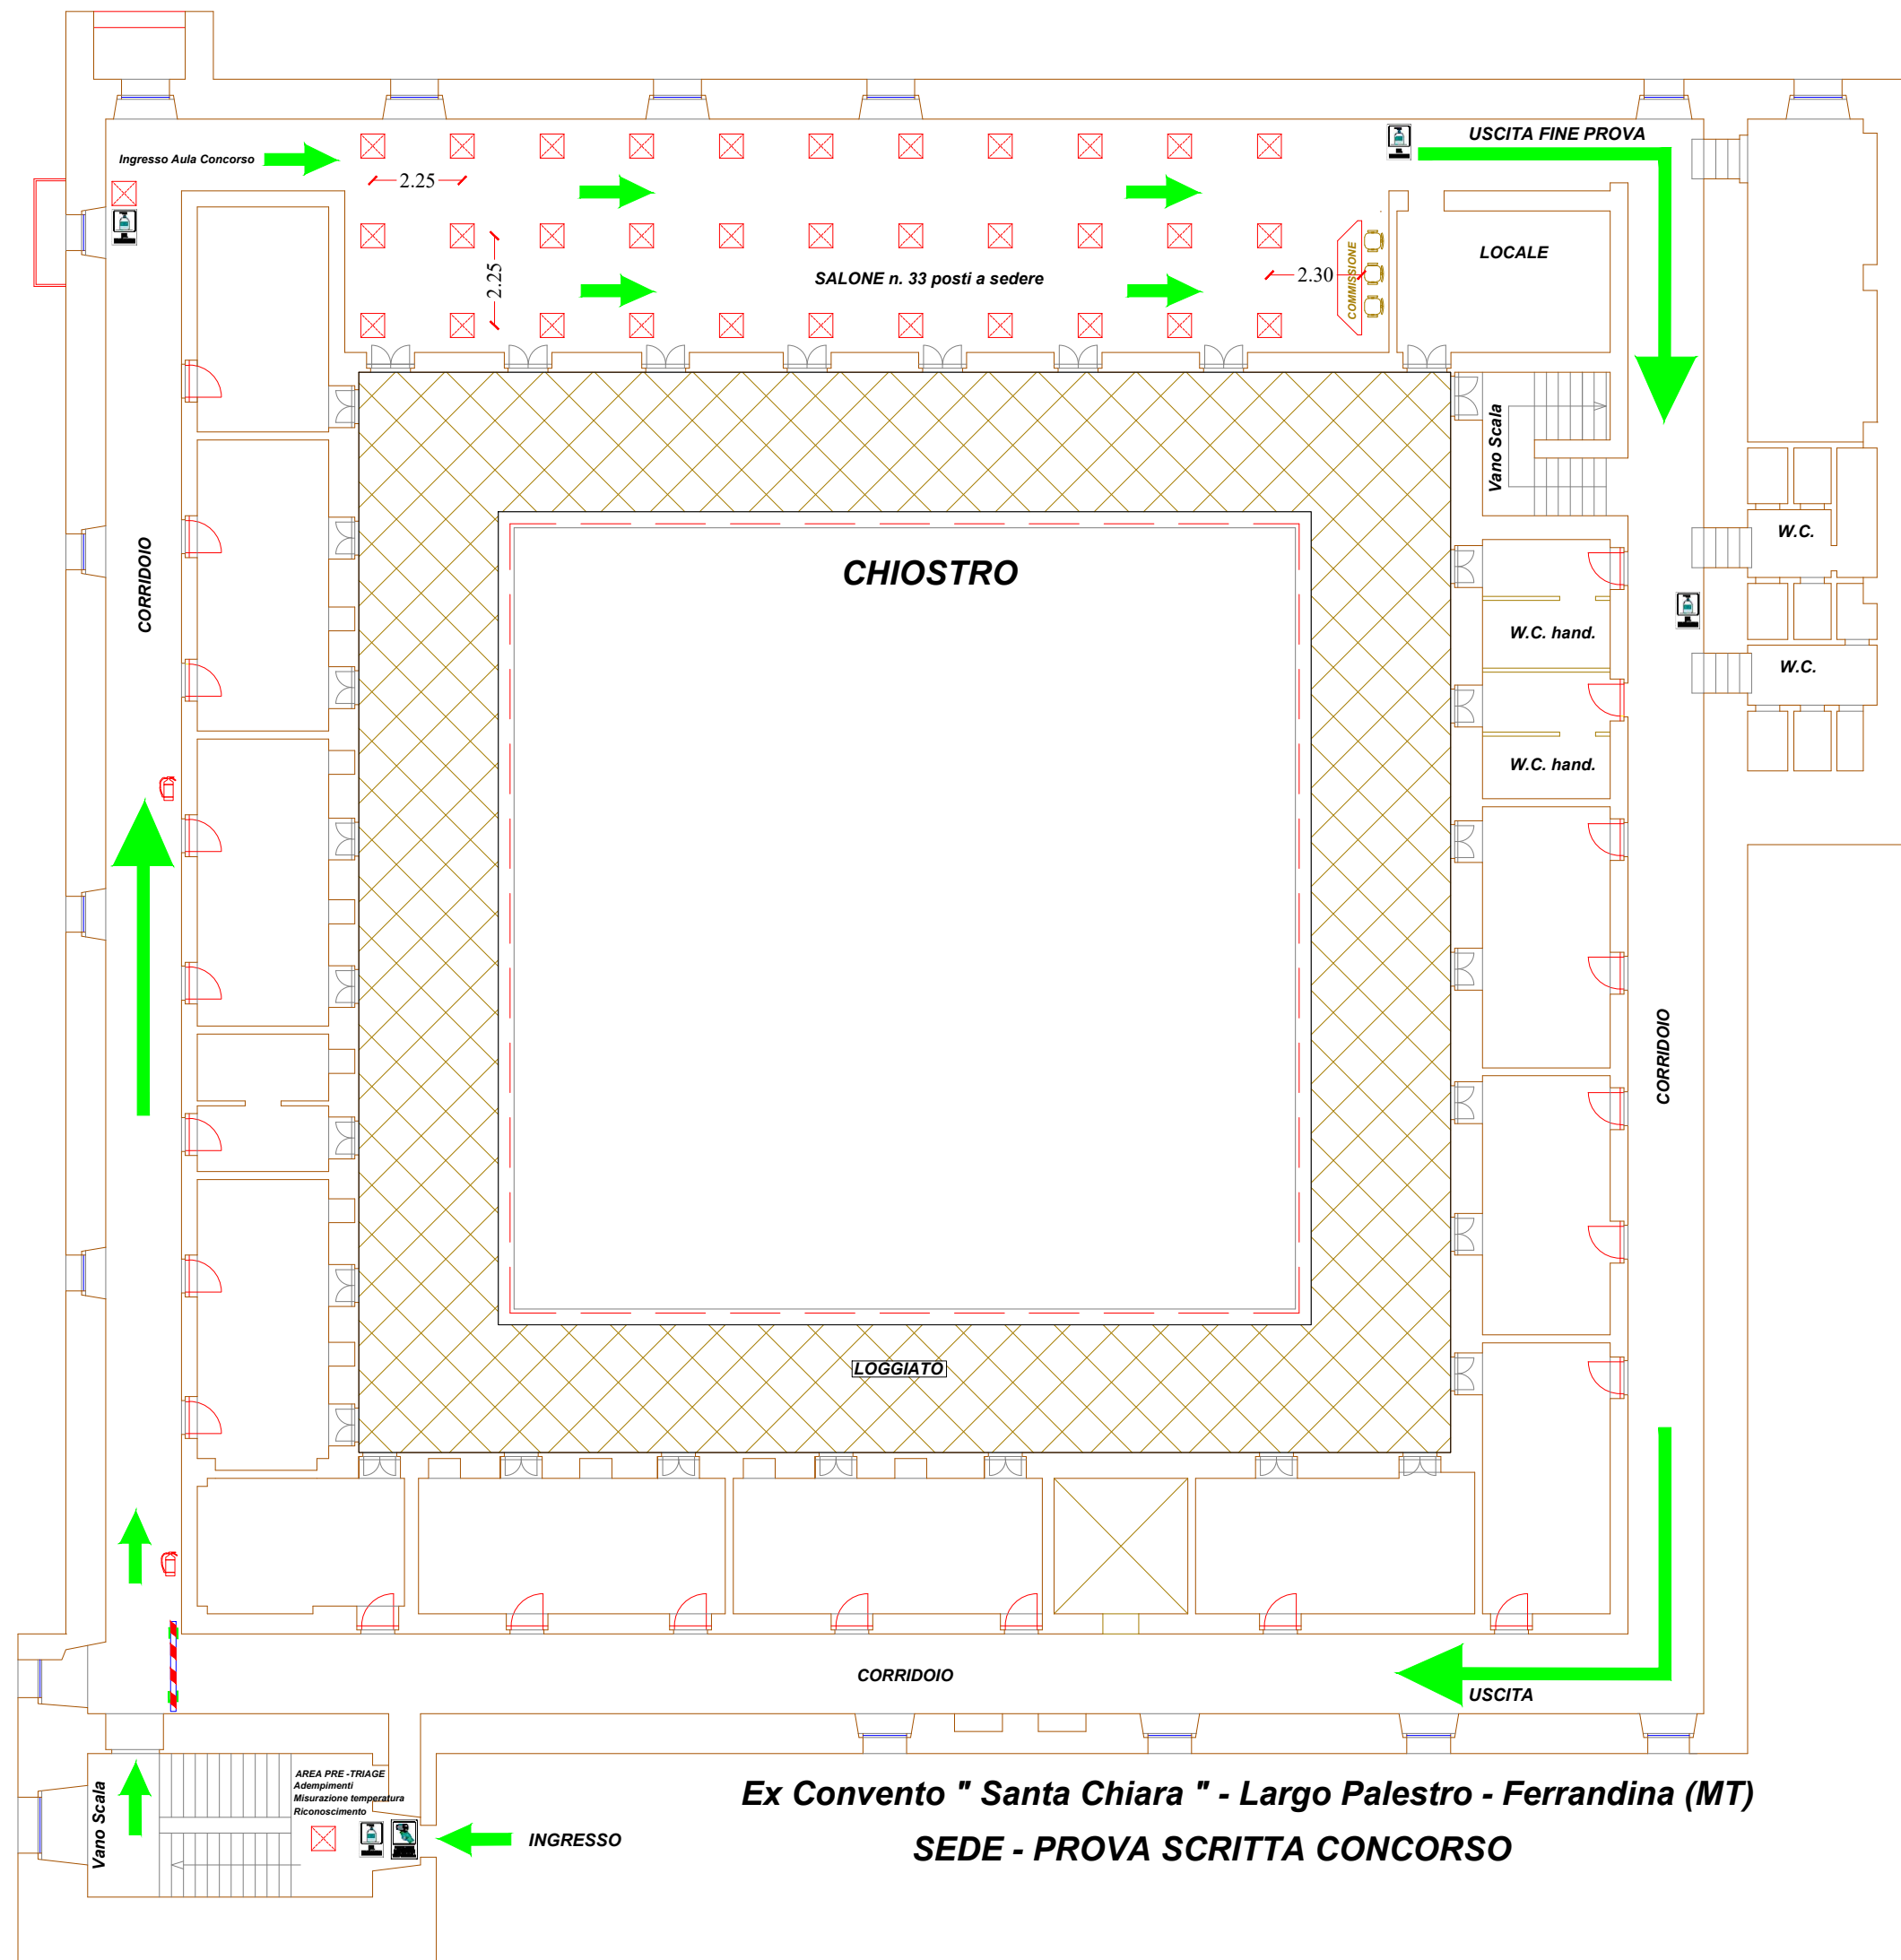 USCITA FINE PROVA
Ingresso Aula Concorso
2.25
2.25
SALONE n. 33 posti a sedere
2.30
COMMISSIONE
LOCALE
Vano Scala
CORRIDOIO
CHIOSTRO
W.C.
W.C. hand.
W.C.
W.C. hand.
CORRIDOIO
LOGGIATO
CORRIDOIO
USCITA
AREA PRE -TRIAGE
Adempimenti
Misurazione temperatura
Riconoscimento
Vano Scala
INGRESSO
Ex Convento " Santa Chiara " - Largo Palestro - Ferrandina (MT)
SEDE - PROVA SCRITTA CONCORSO